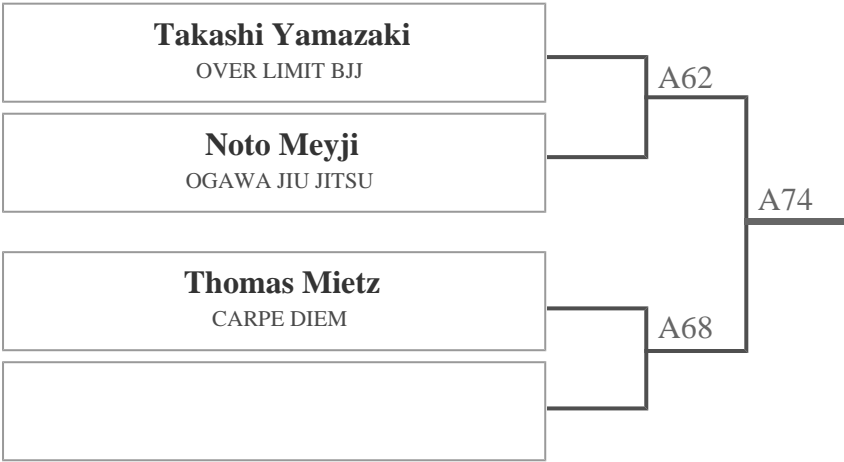 Takashi Yamazaki
OVER LIMIT BJJ
A62
Noto Meyji
OGAWA JIU JITSU
A74
Thomas Mietz
CARPE DIEM
A68